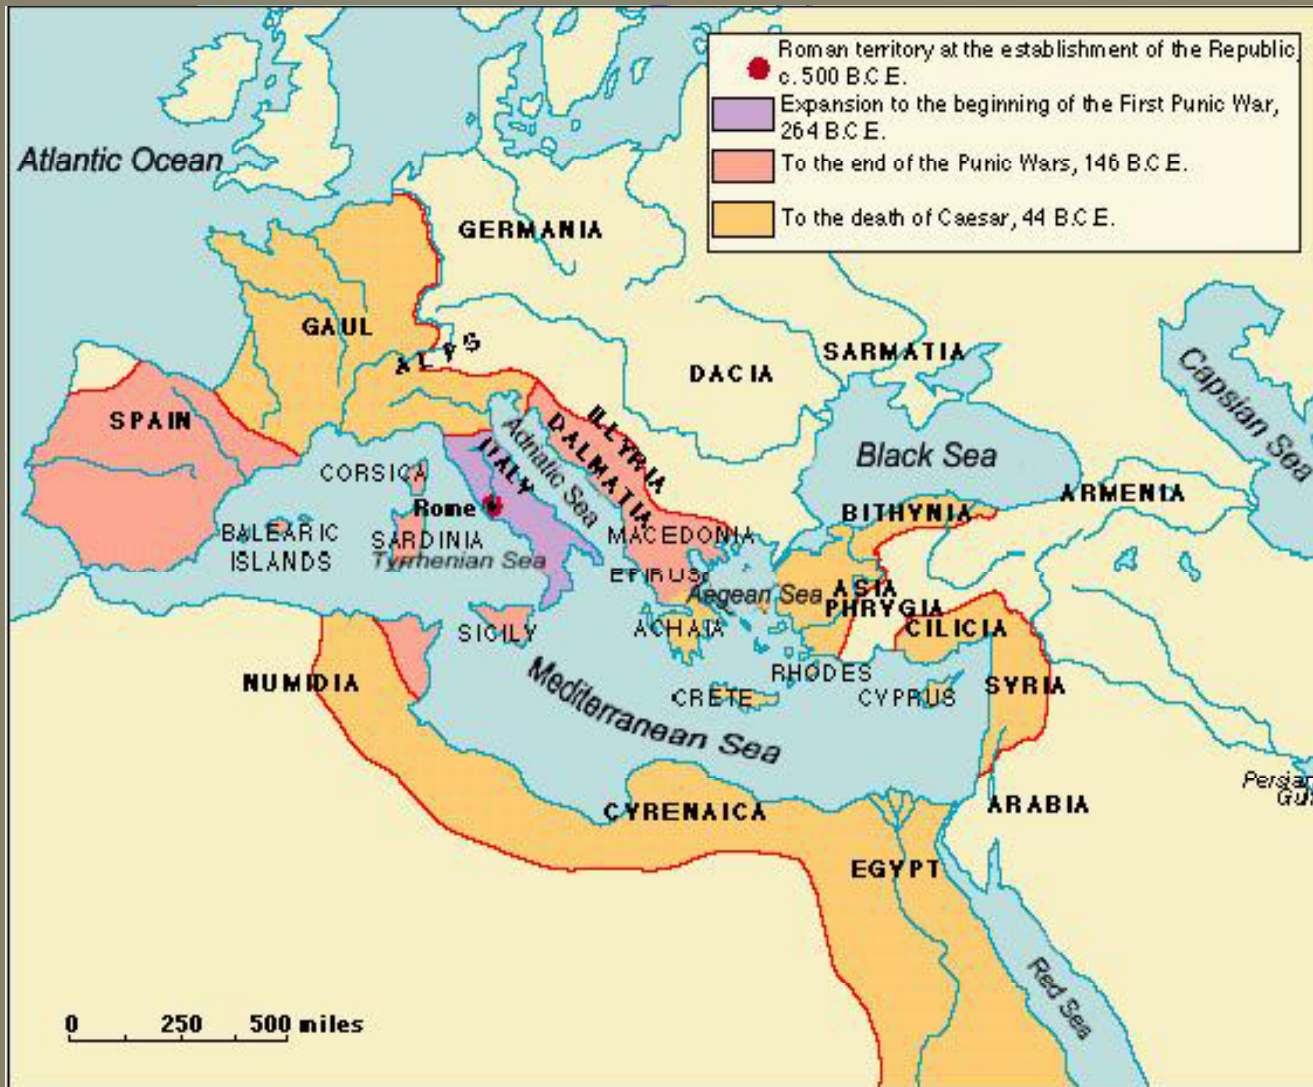 Roman territory at the establishment of the Republic,
c. 500 B.C.E.
Expansion to the beginning of the First Punic War,
264 B.C.E.
To the end of the Punic Wars, 146 B.C.E.
To the death of Caesar, 44 B.C.E.
Atlantic Ocean
GERMANIA
GAUL
ALPS
SARMATIA
DACIA
Capsian Sea
SPAIN
ILLYRIA
DALMATIA
ITALY
Adriatic Sea
Black Sea
CORSICA
ARMENIA
Rome
BITHYNIA
BALEARIC
ISLANDS
SARDINIA
MACEDONIA
Tyrrhenian Sea
EPIRUS
Aegean Sea
ASIA
PHRYGIA
SICILY
ACHAIA
CILICIA
NUMIDIA
Mediterranean Sea
RHODES
CRETE
CYPRUS
SYRIA
Persian
CYRENAICA
ARABIA
EGYPT
Red Sea
0 250 500 miles